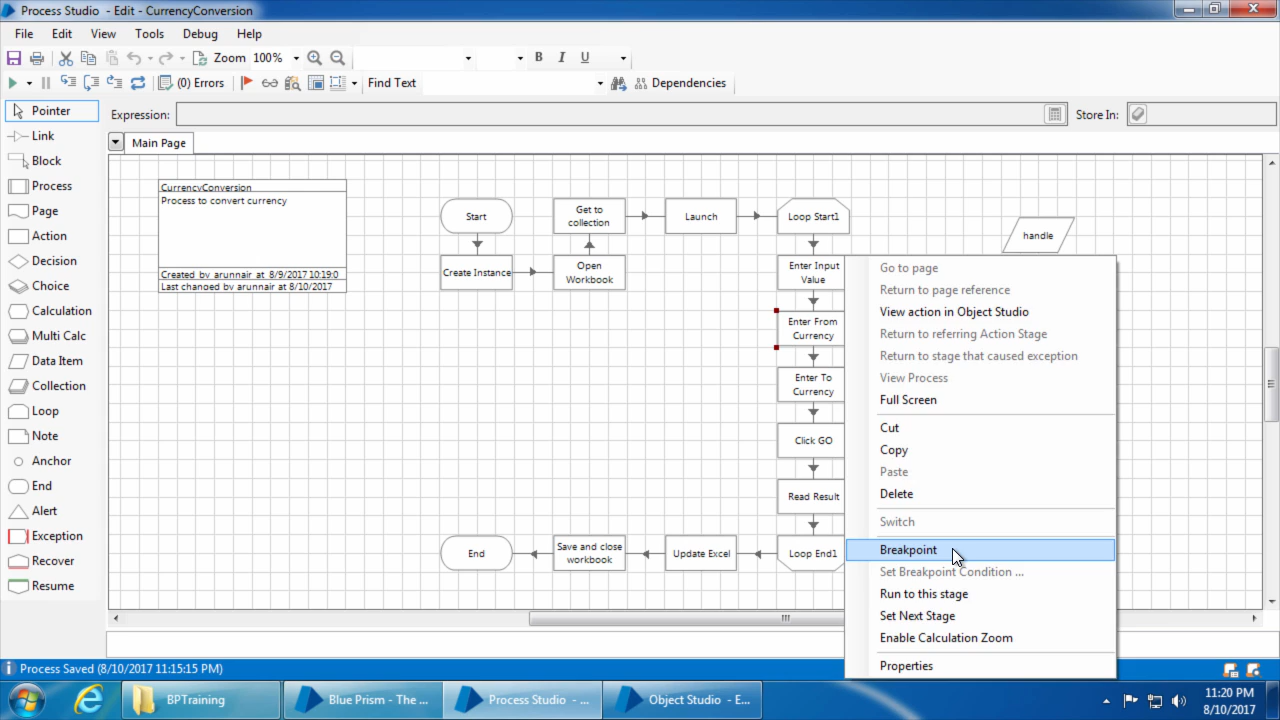 Process Studio - Edit - CurrencyConversion
File Edit View Tools Debug Help
Zoom 100% B I U
(0) Errors Find Text Dependencies
Pointer
Expression: Store In:
Link
Main Page
Block
Process
Page
Action
Decision
Choice
Calculation
Multi Calc
Data Item
Collection
Loop
Note
Anchor
End
Alert
Exception
Recover
Resume
CurrencyConversion
Process to convert currency
Created by arunnair at 8/9/2017 10:19:0
Last changed by arunnair at 8/10/2017
Start
Get to
collection
Launch
Loop Start1
handle
Create Instance
Open
Workbook
Enter Input
Value
Enter From
Currency
Enter To
Currency
Click GO
Read Result
End
Save and close
workbook
Update Excel
Loop End1
Go to page
Return to page reference
View action in Object Studio
Return to referring Action Stage
Return to stage that caused exception
View Process
Full Screen
Cut
Copy
Paste
Delete
Switch
Breakpoint
Set Breakpoint Condition ...
Run to this stage
Set Next Stage
Enable Calculation Zoom
Properties
Process Saved (8/10/2017 11:15:15 PM)
BPTraining
Blue Prism - The ...
Process Studio - ...
Object Studio - E...
11:20 PM
8/10/2017